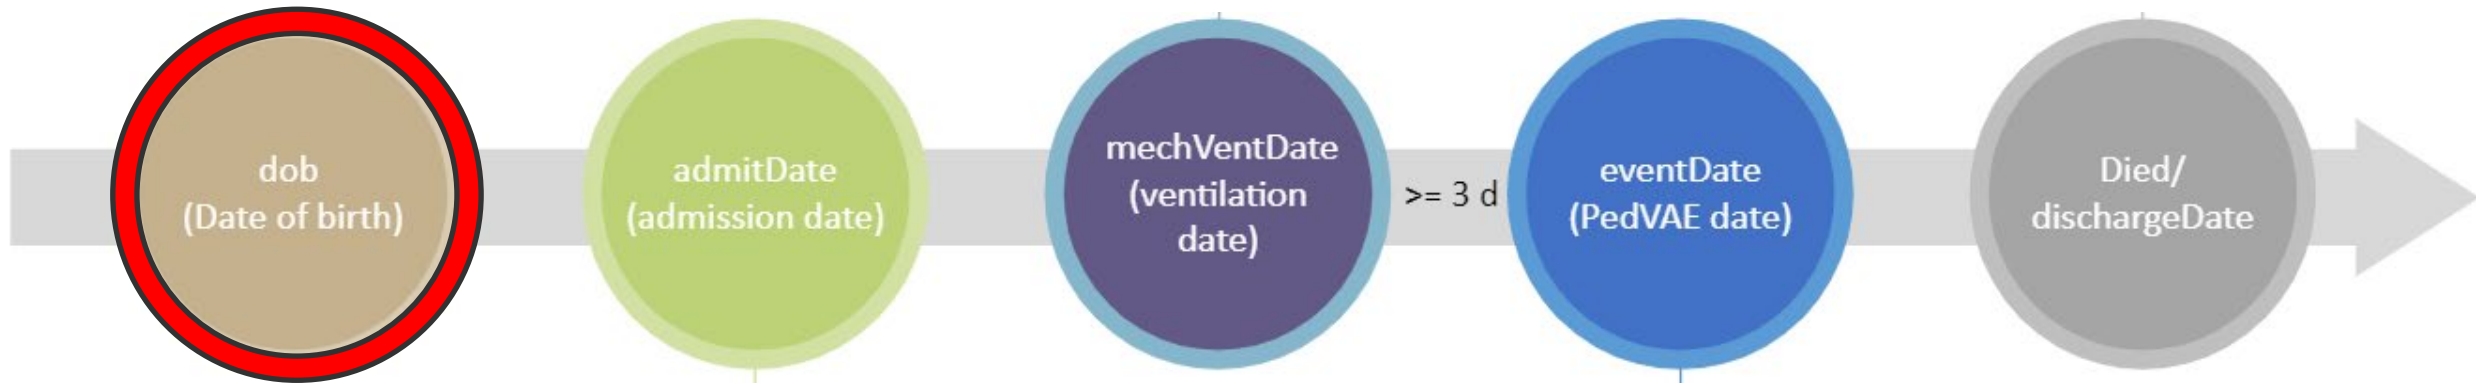 dob
(Date of birth)
admitDate
(admission date)
mechVentDate
(ventilation
date)
>= 3 d
eventDate
(PedVAE date)
Died/
dischargeDate